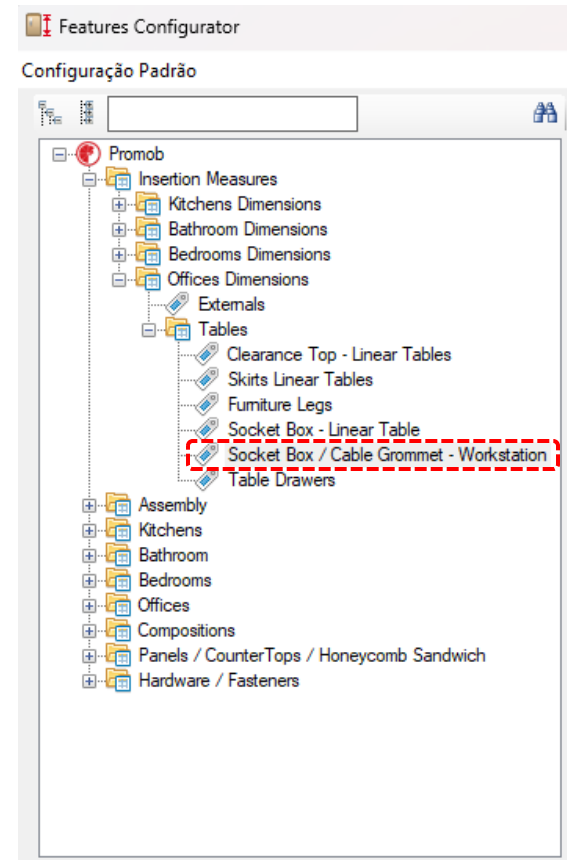 Features Configurator
Configuração Padrão
Promob
Insertion Measures
Kitchens Dimensions
Bathroom Dimensions
Bedrooms Dimensions
Offices Dimensions
Externals
Tables
Clearance Top - Linear Tables
Skirts Linear Tables
Furniture Legs
Socket Box - Linear Table
Socket Box / Cable Grommet - Workstation
Table Drawers
Assembly
Kitchens
Bathroom
Bedrooms
Offices
Compositions
Panels / CounterTops / Honeycomb Sandwich
Hardware / Fasteners